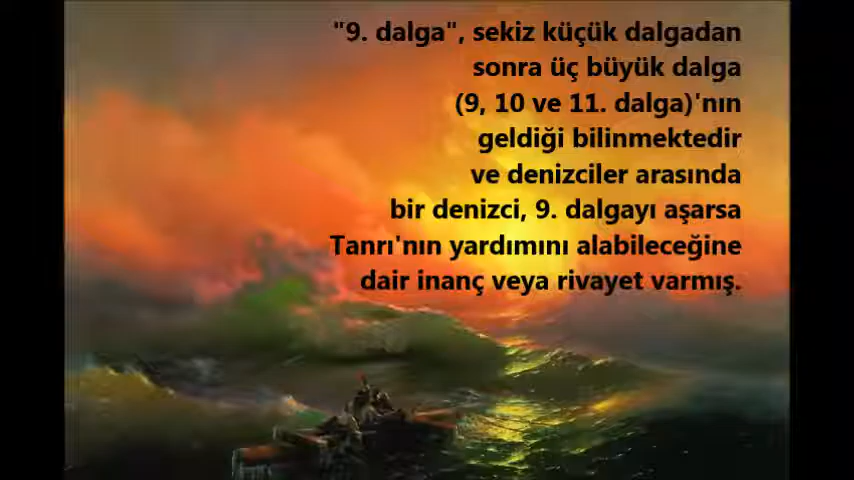 "9. dalga", sekiz küçük dalgadan
sonra üç büyük dalga
(9, 10 ve 11. dalga)'nın
geldiği bilinmektedir
ve denizciler arasında
bir denizci, 9. dalgayı aşarsa
Tanrı'nın yardımını alabileceğine
dair inanç veya rivayet varmış.